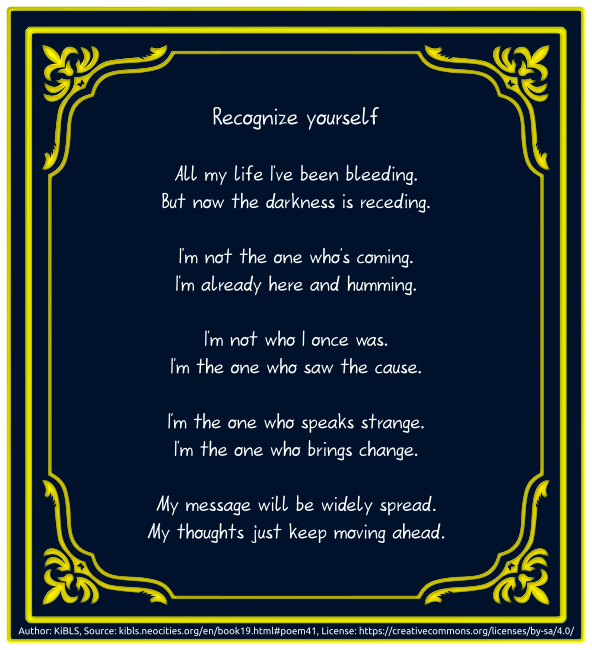 Recognize yourself
All my life I've been bleeding.
But now the darkness is receding.
I'm not the one who's coming.
I'm already here and humming.
I'm not who I once was.
I'm the one who saw the cause.
I'm the one who speaks strange.
I'm the one who brings change.
My message will be widely spread.
My thoughts just keep moving ahead.
Author: KiBLS, Source: kibls.neocities.org/en/book19.html#poem41, License: https://creativecommons.org/licenses/by-sa/4.0/